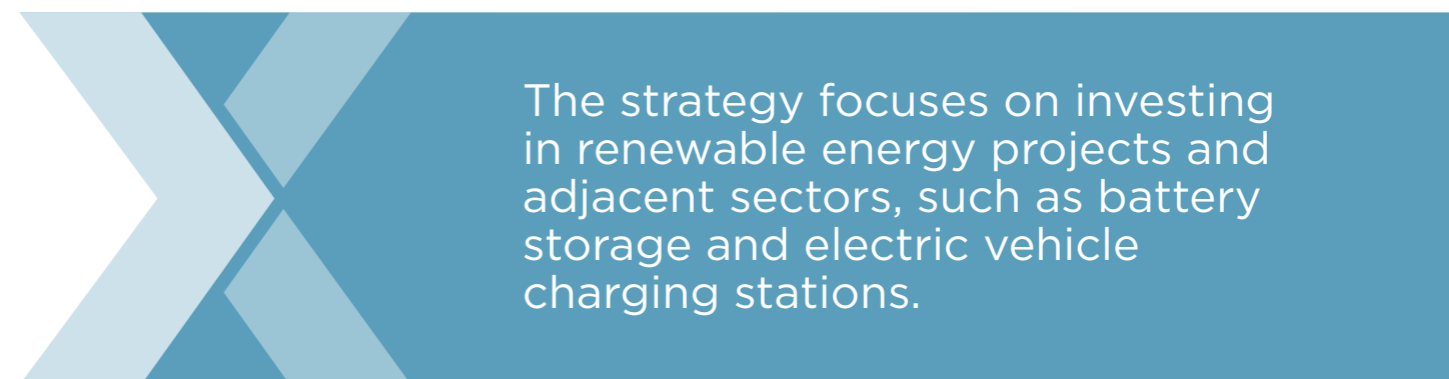 The strategy focuses on investing
in renewable energy projects and
adjacent sectors, such as battery
storage and electric vehicle
charging stations.